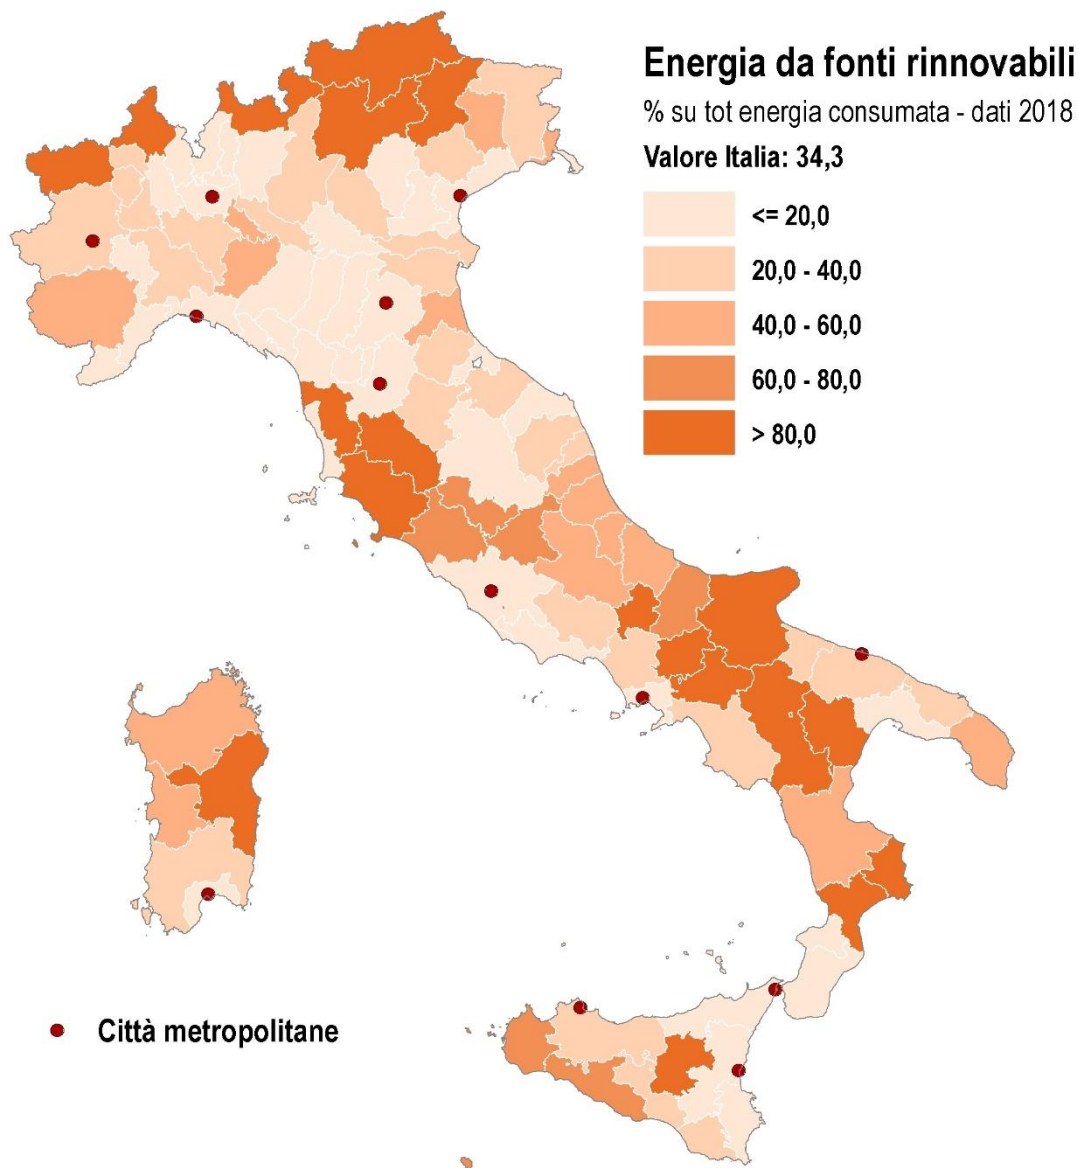 Energia da fonti rinnovabili
% su tot energia consumata - dati 2018
Valore Italia: 34,3
<= 20,0
20,0 - 40,0
40,0 - 60,0
60,0 - 80,0
> 80,0
Città metropolitane